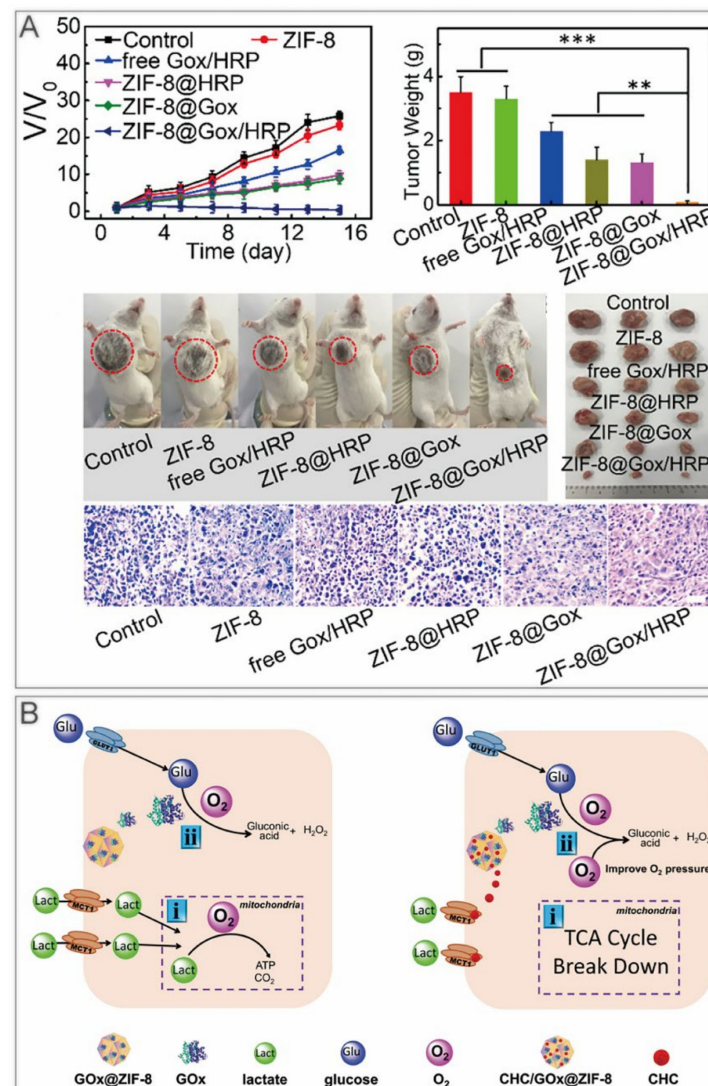 A
V/V0
50
40
30
20
10
0
0 3 6 9 12 15 18
Time (day)
Control
ZIF-8
free Gox/HRP
ZIF-8@HRP
ZIF-8@Gox
ZIF-8@Gox/HRP
Tumor Weight (g)
4
2
0
***
**
Control
ZIF-8
free Gox/HRP
ZIF-8@HRP
ZIF-8@Gox
ZIF-8@Gox/HRP
Control
ZIF-8
free Gox/HRP
ZIF-8@HRP
ZIF-8@Gox
ZIF-8@Gox/HRP
Control
ZIF-8
free Gox/HRP
ZIF-8@HRP
ZIF-8@Gox
ZIF-8@Gox/HRP
Control
ZIF-8
free Gox/HRP
ZIF-8@HRP
ZIF-8@Gox
ZIF-8@Gox/HRP
B
Glu
GLUT1
Glu
O2
ii
Gluconic acid + H2O2
Lact
MCT1
Lact
Lact
MCT1
Lact
i
O2
mitochondria
Lact
ATP
CO2
Glu
GLUT1
Glu
O2
ii
Gluconic acid + H2O2
O2
Improve O2 pressure
Lact
MCT1
Lact
MCT1
i
mitochondria
TCA Cycle
Break Down
Lact
Glu
O2
GOx@ZIF-8 GOx lactate glucose O2 CHC/GOx@ZIF-8 CHC